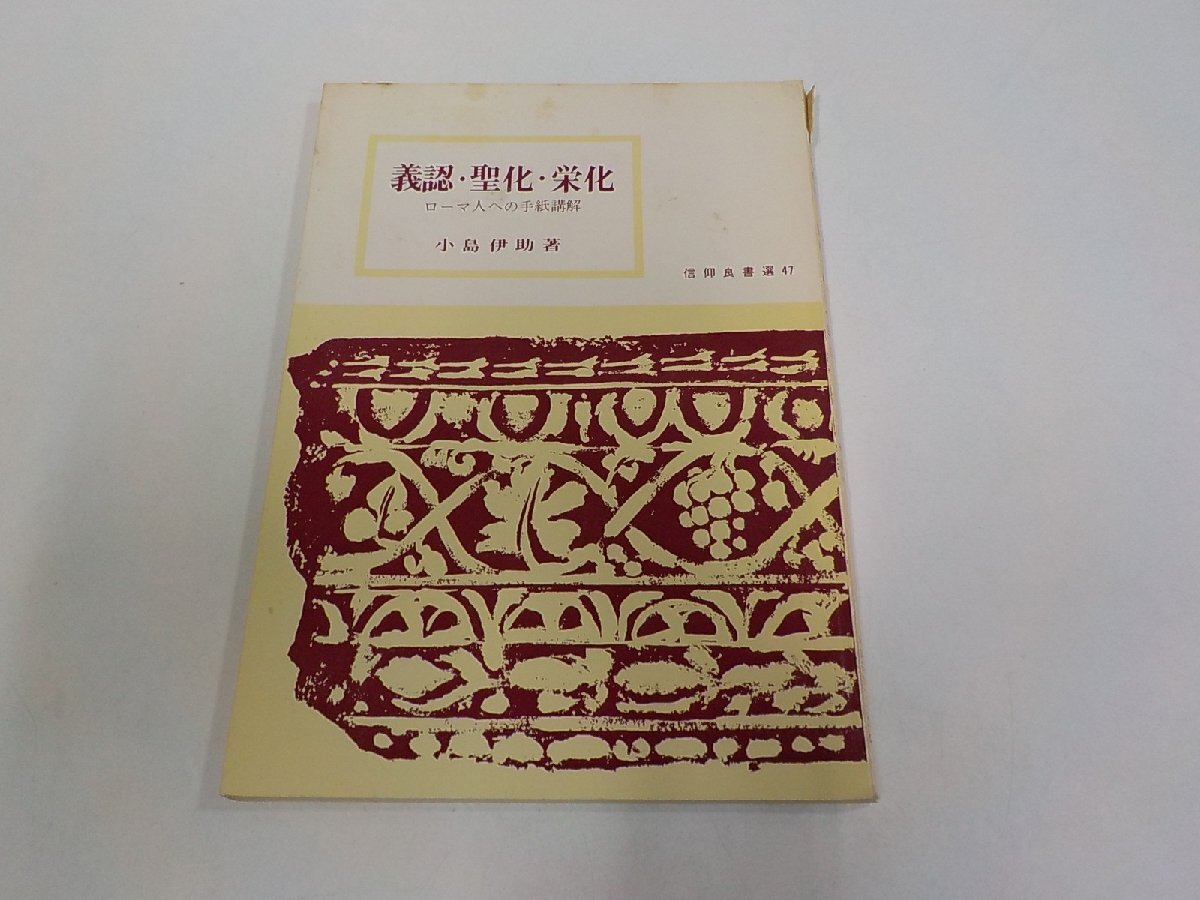 義認・聖化・栄化
ローマ人への手紙講解
小島伊助著
信仰良書選47